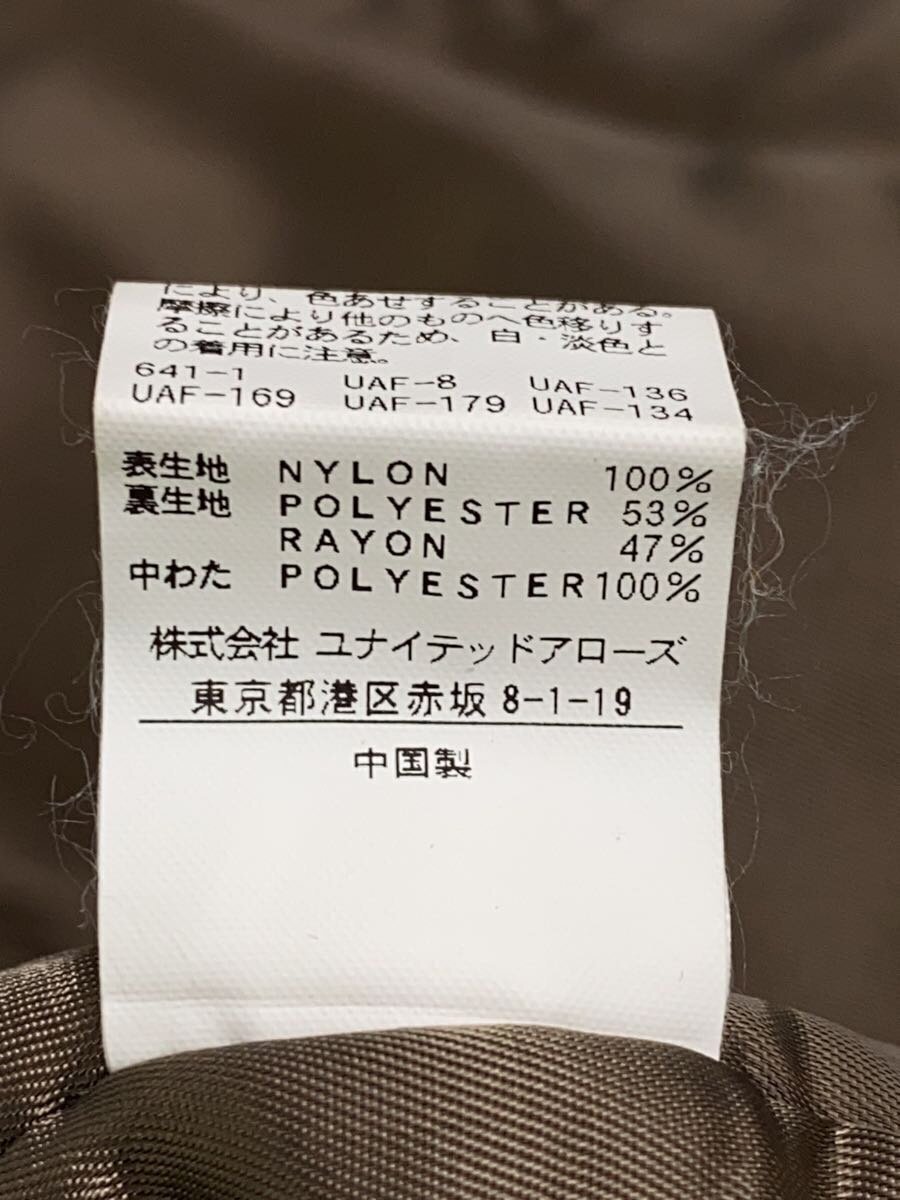 により、色あせすることがある。
摩擦により他のものへ色移りす
ることがあるため、白・淡色と
の着用に注意。
641-1 UAF-8 UAF-136
UAF-169 UAF-179 UAF-134
表生地 NYLON 100%
裏生地 POLYESTER 53%
RAYON 47%
中わた POLYESTER 100%
株式会社 ユナイテッドアローズ
東京都港区赤坂 8-1-19
中国製